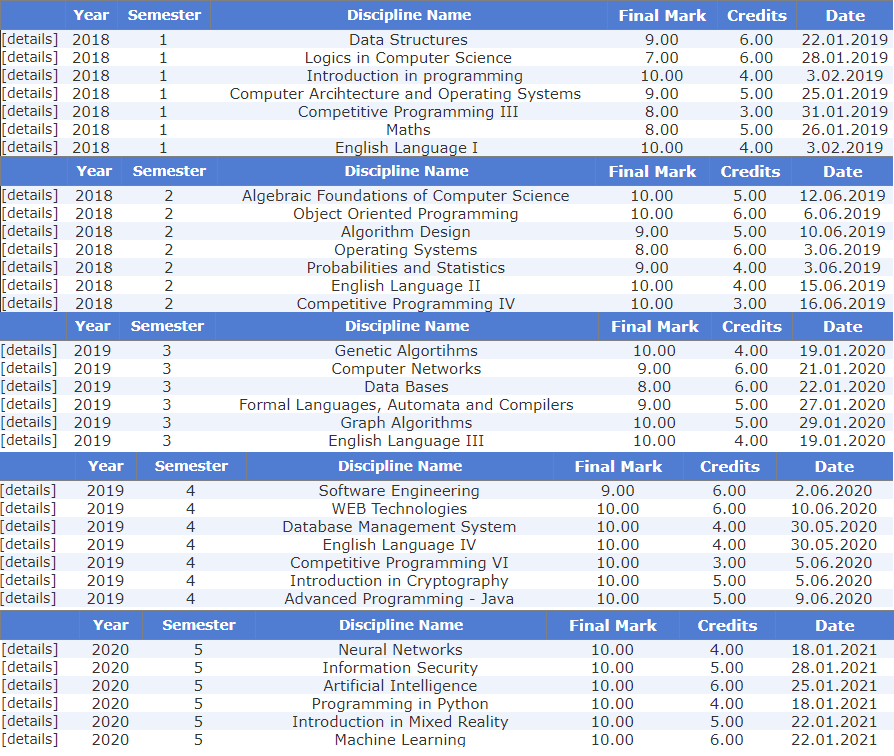 Year Semester Discipline Name Final Mark Credits Date
[details] 2018 1 Data Structures 9.00 6.00 22.01.2019
[details] 2018 1 Logics in Computer Science 7.00 6.00 28.01.2019
[details] 2018 1 Introduction in programming 10.00 4.00 3.02.2019
[details] 2018 1 Computer Arcihtecture and Operating Systems 9.00 5.00 25.01.2019
[details] 2018 1 Competitive Programming III 8.00 3.00 31.01.2019
[details] 2018 1 Maths 8.00 5.00 26.01.2019
[details] 2018 1 English Language I 10.00 4.00 3.02.2019
Year Semester Discipline Name Final Mark Credits Date
[details] 2018 2 Algebraic Foundations of Computer Science 10.00 5.00 12.06.2019
[details] 2018 2 Object Oriented Programming 10.00 6.00 6.06.2019
[details] 2018 2 Algorithm Design 9.00 5.00 10.06.2019
[details] 2018 2 Operating Systems 8.00 6.00 3.06.2019
[details] 2018 2 Probabilities and Statistics 9.00 4.00 3.06.2019
[details] 2018 2 English Language II 10.00 4.00 15.06.2019
[details] 2018 2 Competitive Programming IV 10.00 3.00 16.06.2019
Year Semester Discipline Name Final Mark Credits Date
[details] 2019 3 Genetic Algortihms 10.00 4.00 19.01.2020
[details] 2019 3 Computer Networks 9.00 6.00 21.01.2020
[details] 2019 3 Data Bases 8.00 6.00 22.01.2020
[details] 2019 3 Formal Languages, Automata and Compilers 9.00 5.00 27.01.2020
[details] 2019 3 Graph Algorithms 10.00 5.00 29.01.2020
[details] 2019 3 English Language III 10.00 4.00 19.01.2020
Year Semester Discipline Name Final Mark Credits Date
[details] 2019 4 Software Engineering 9.00 6.00 2.06.2020
[details] 2019 4 WEB Technologies 10.00 6.00 10.06.2020
[details] 2019 4 Database Management System 10.00 4.00 30.05.2020
[details] 2019 4 English Language IV 10.00 4.00 30.05.2020
[details] 2019 4 Competitive Programming VI 10.00 3.00 5.06.2020
[details] 2019 4 Introduction in Cryptography 10.00 5.00 5.06.2020
[details] 2019 4 Advanced Programming - Java 10.00 5.00 9.06.2020
Year Semester Discipline Name Final Mark Credits Date
[details] 2020 5 Neural Networks 10.00 4.00 18.01.2021
[details] 2020 5 Information Security 10.00 5.00 28.01.2021
[details] 2020 5 Artificial Intelligence 10.00 6.00 25.01.2021
[details] 2020 5 Programming in Python 10.00 4.00 18.01.2021
[details] 2020 5 Introduction in Mixed Reality 10.00 5.00 22.01.2021
[details] 2020 5 Machine Learning 10.00 6.00 22.01.2021